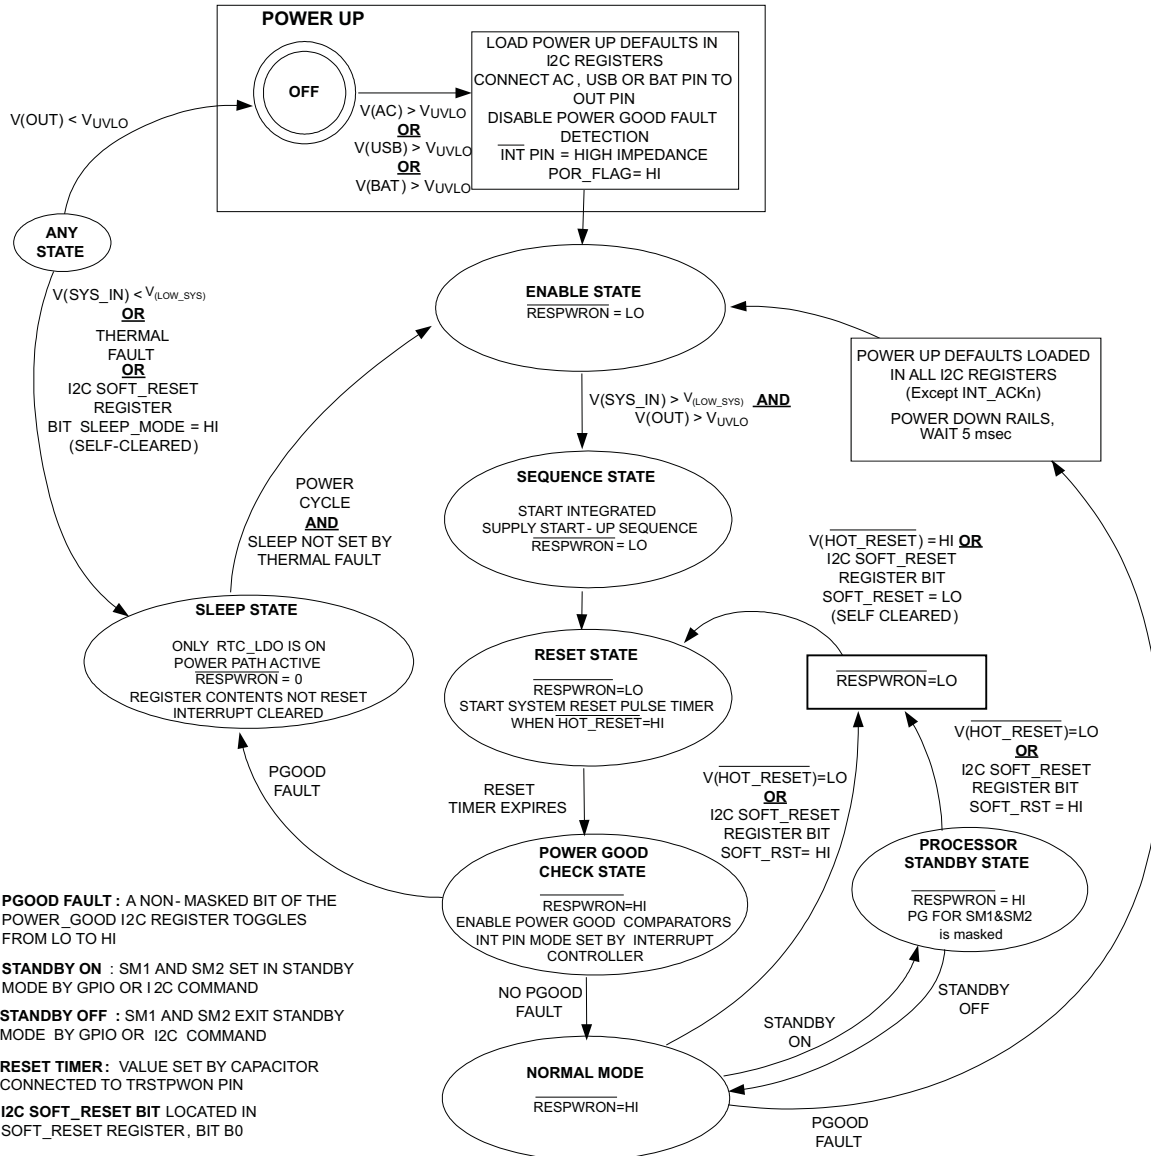 POWER UP
OFF
V(AC) > VUVLO
OR
V(USB) > VUVLO
OR
V(BAT) > VUVLO
LOAD POWER UP DEFAULTS IN
I2C REGISTERS
CONNECT AC, USB OR BAT PIN TO
OUT PIN
DISABLE POWER GOOD FAULT
DETECTION
INT PIN = HIGH IMPEDANCE
POR_FLAG= HI
V(OUT) < VUVLO
ANY
STATE
V(SYS_IN) < V(LOW_SYS)
OR
THERMAL
FAULT
OR
I2C SOFT_RESET
REGISTER
BIT SLEEP_MODE = HI
(SELF-CLEARED)
ENABLE STATE
RESPWRON = LO
POWER UP DEFAULTS LOADED
IN ALL I2C REGISTERS
(Except INT_ACKn)
POWER DOWN RAILS,
WAIT 5 msec
V(SYS_IN) > V(LOW_SYS) AND
V(OUT) > VUVLO
POWER
CYCLE
AND
SLEEP NOT SET BY
THERMAL FAULT
SEQUENCE STATE
START INTEGRATED
SUPPLY START - UP SEQUENCE
RESPWRON = LO
V(HOT_RESET) = HI OR
I2C SOFT_RESET
REGISTER BIT
SOFT_RESET = LO
(SELF CLEARED)
SLEEP STATE
ONLY RTC_LDO IS ON
POWER PATH ACTIVE
RESPWRON = 0
REGISTER CONTENTS NOT RESET
INTERRUPT CLEARED
RESET STATE
RESPWRON=LO
START SYSTEM RESET PULSE TIMER
WHEN HOT_RESET=HI
RESPWRON=LO
PGOOD
FAULT
RESET
TIMER EXPIRES
V(HOT_RESET)=LO
OR
I2C SOFT_RESET
REGISTER BIT
SOFT_RST= HI
V(HOT_RESET)=LO
OR
I2C SOFT_RESET
REGISTER BIT
SOFT_RST = HI
POWER GOOD
CHECK STATE
RESPWRON=HI
ENABLE POWER GOOD COMPARATORS
INT PIN MODE SET BY INTERRUPT
CONTROLLER
PROCESSOR
STANDBY STATE
RESPWRON = HI
PG FOR SM1&SM2
is masked
NO PGOOD
FAULT
STANDBY
ON
STANDBY
OFF
NORMAL MODE
RESPWRON=HI
PGOOD
FAULT
PGOOD FAULT : A NON- MASKED BIT OF THE
POWER_GOOD I2C REGISTER TOGGLES
FROM LO TO HI
STANDBY ON : SM1 AND SM2 SET IN STANDBY
MODE BY GPIO OR I2C COMMAND
STANDBY OFF : SM1 AND SM2 EXIT STANDBY
MODE BY GPIO OR I2C COMMAND
RESET TIMER: VALUE SET BY CAPACITOR
CONNECTED TO TRSTPWON PIN
I2C SOFT_RESET BIT LOCATED IN
SOFT_RESET REGISTER, BIT B0